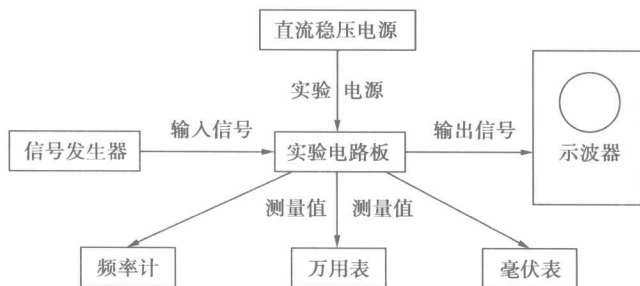 直流稳压电源
实验 电源
输入信号
输出信号
信号发生器
实验电路板
示波器
测量值 测量值
频率计
万用表
毫伏表